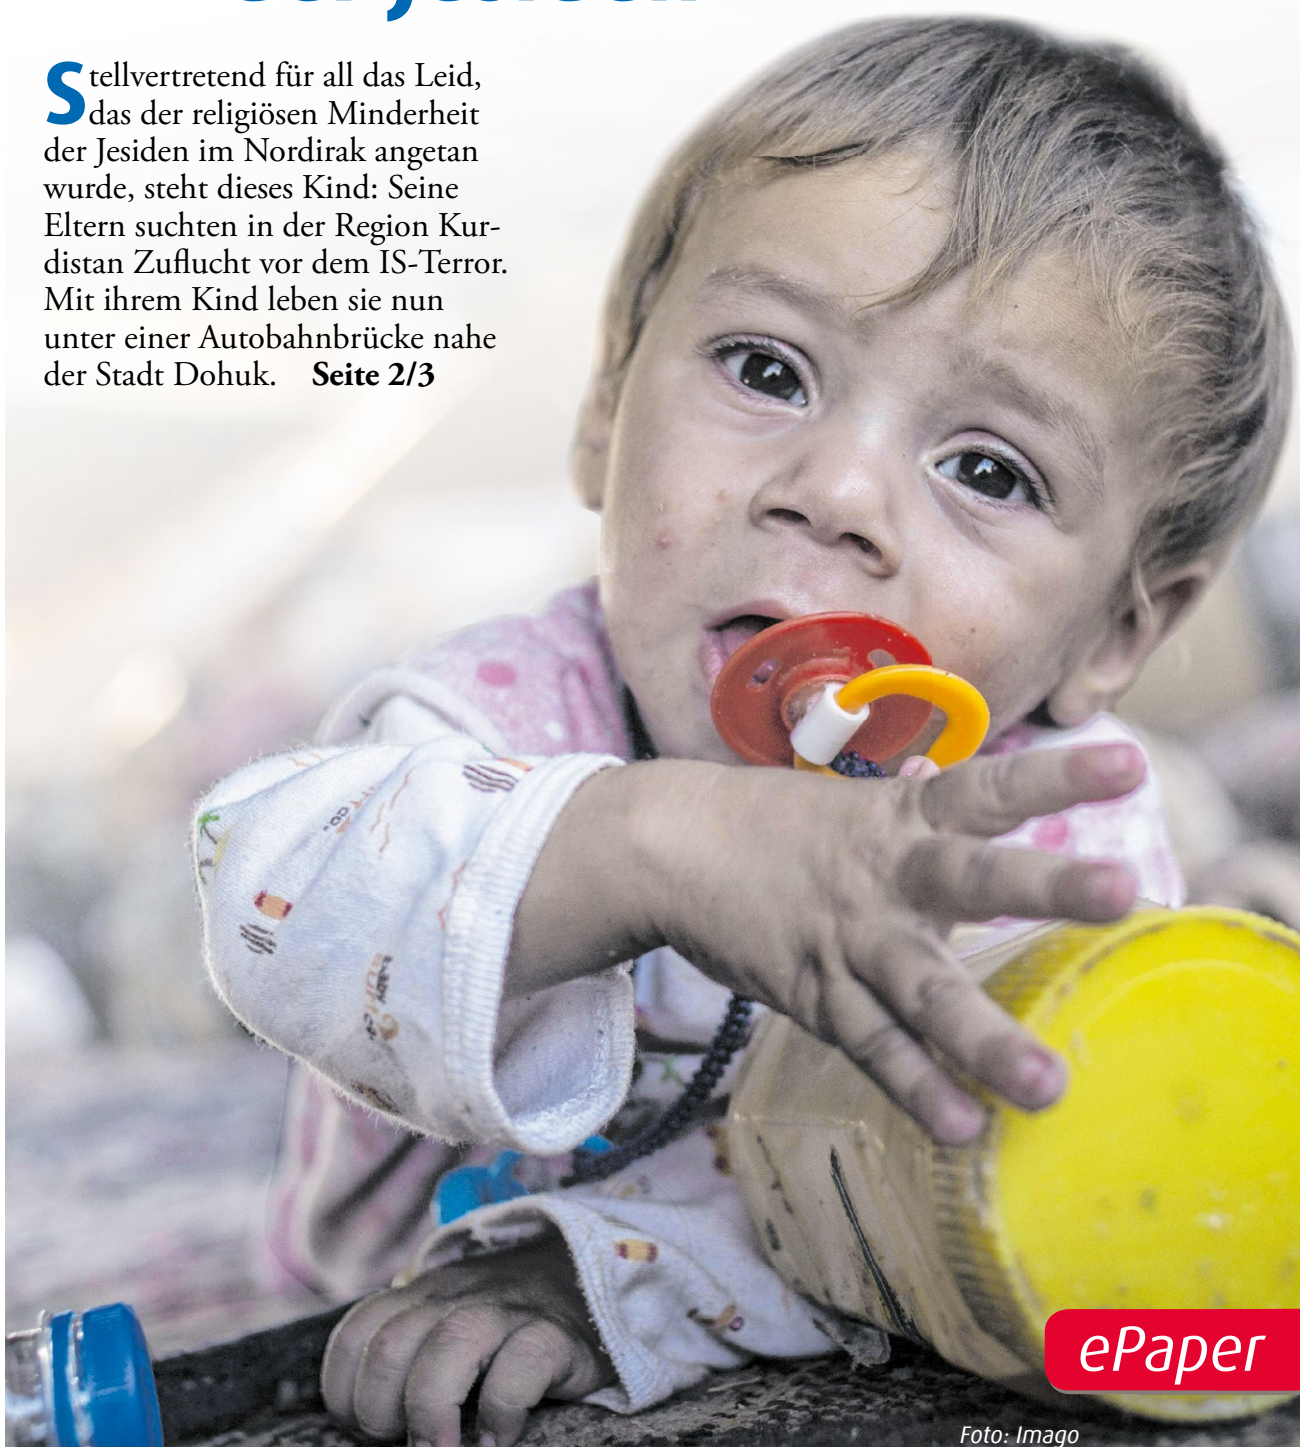 der Jesiden
Stellvertretend für all das Leid,
das der religiösen Minderheit
der Jesiden im Nordirak angetan
wurde, steht dieses Kind: Seine
Eltern suchten in der Region Kur-
distan Zuflucht vor dem IS-Terror.
Mit ihrem Kind leben sie nun
unter einer Autobahnbrücke nahe
der Stadt Dohuk. Seite 2/3
ePaper
Foto: Imago